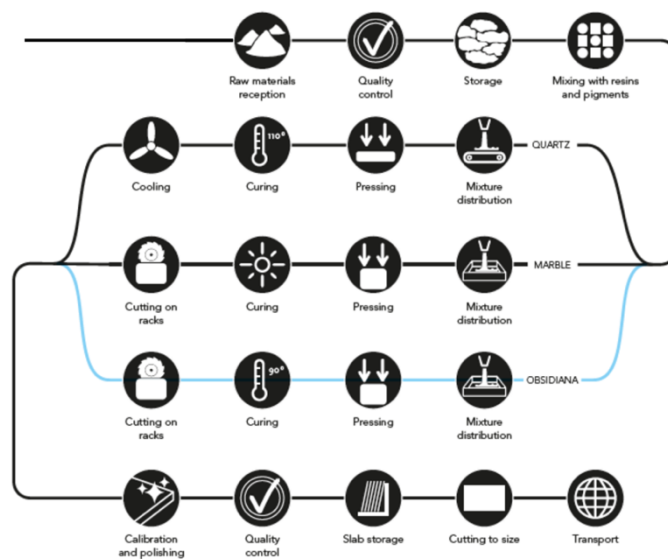 Raw materials
reception
Quality
control
Storage
Mixing with resins
and pigments
110º
QUARTZ
Cooling
Curing
Pressing
Mixture
distribution
MARBLE
Cutting on
racks
Curing
Pressing
Mixture
distribution
90º
OBSIDIANA
Cutting on
racks
Curing
Pressing
Mixture
distribution
Calibration
and polishing
Quality
control
Slab storage
Cutting to size
Transport